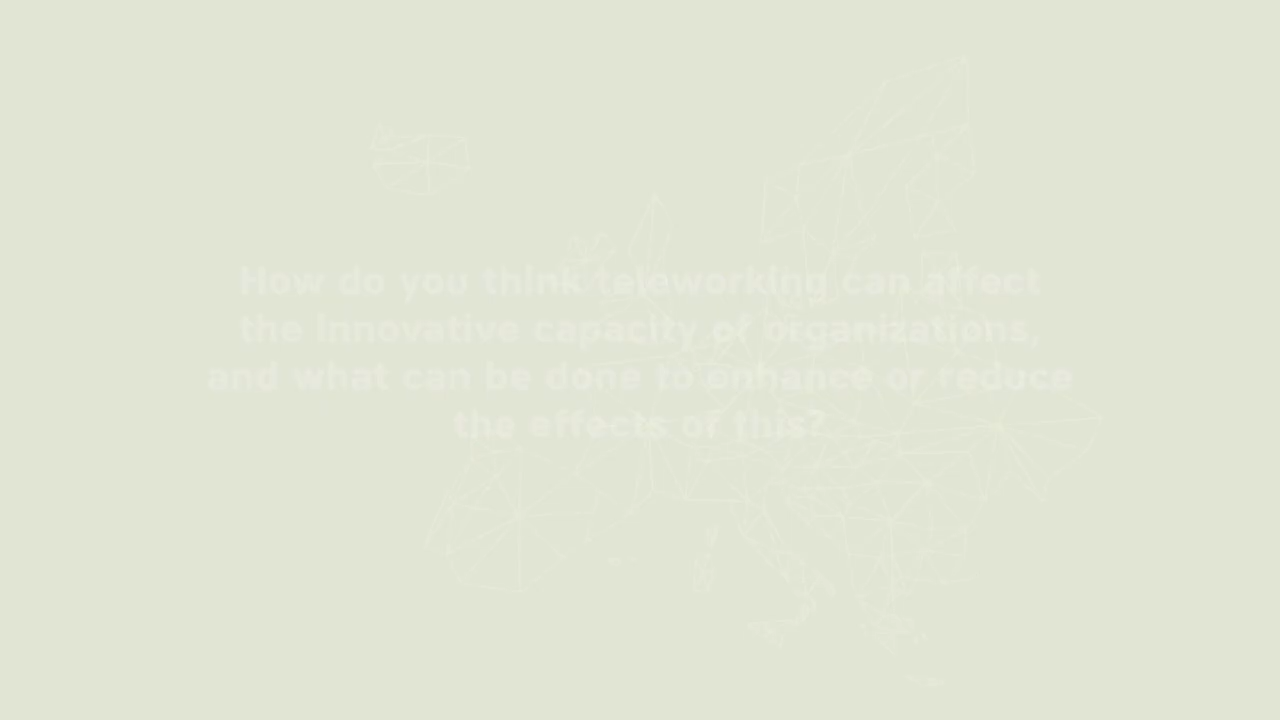 How do you think teleworking can affect
the innovative capacity of organizations,
and what can be done to enhance or reduce
the effects of this?